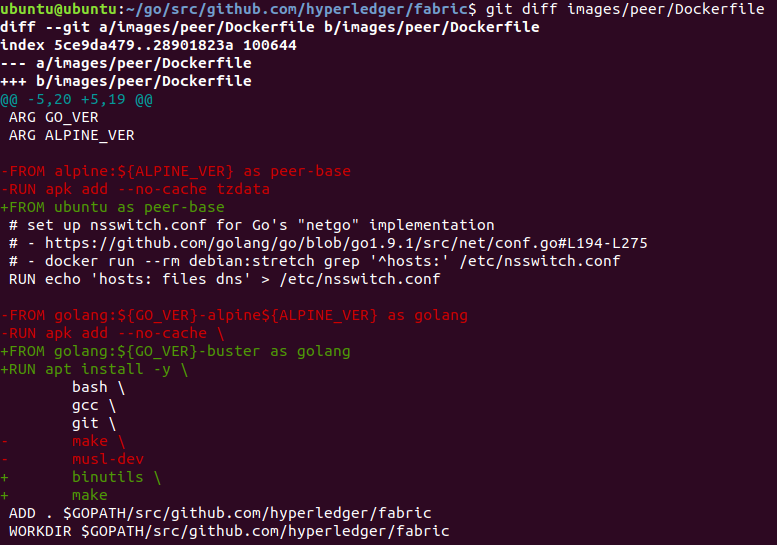 ubuntu@ubuntu:~/go/src/github.com/hyperledger/fabric$ git diff images/peer/Dockerfile
diff --git a/images/peer/Dockerfile b/images/peer/Dockerfile
index 5ce9da479..28901823a 100644
--- a/images/peer/Dockerfile
+++ b/images/peer/Dockerfile
@@ -5,20 +5,19 @@
 ARG GO_VER
 ARG ALPINE_VER

-FROM alpine:${ALPINE_VER} as peer-base
-RUN apk add --no-cache tzdata
+FROM ubuntu as peer-base
 # set up nsswitch.conf for Go's "netgo" implementation
 # - https://github.com/golang/go/blob/go1.9.1/src/net/conf.go#L194-L275
 # - docker run --rm debian:stretch grep '^hosts:' /etc/nsswitch.conf
 RUN echo 'hosts: files dns' > /etc/nsswitch.conf

-FROM golang:${GO_VER}-alpine${ALPINE_VER} as golang
-RUN apk add --no-cache \
+FROM golang:${GO_VER}-buster as golang
+RUN apt install -y \
        bash \
        gcc \
        git \
-       make \
-       musl-dev
+       binutils \
+       make
 ADD . $GOPATH/src/github.com/hyperledger/fabric
 WORKDIR $GOPATH/src/github.com/hyperledger/fabric